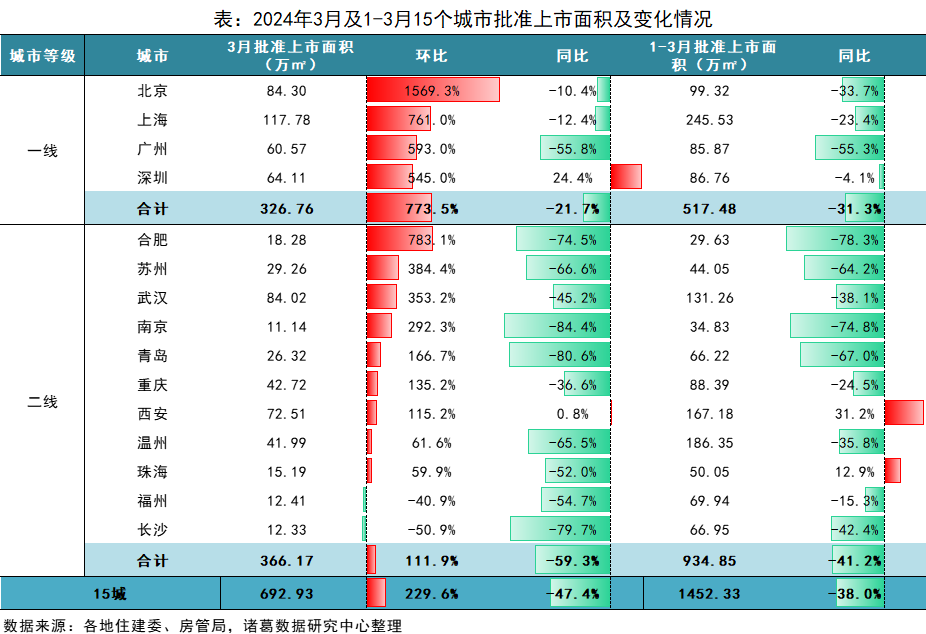 表：2024年3月及1-3月15个城市批准上市面积及变化情况
城市等级 城市 3月批准上市面积（万㎡） 环比 同比 1-3月批准上市面积（万㎡） 同比
一线
北京 84.30 1569.3% -10.4% 99.32 -33.7%
上海 117.78 761.0% -12.4% 245.53 -23.4%
广州 60.57 593.0% -55.8% 85.87 -55.3%
深圳 64.11 545.0% 24.4% 86.76 -4.1%
合计 326.76 773.5% -21.7% 517.48 -31.3%
二线
合肥 18.28 783.1% -74.5% 29.63 -78.3%
苏州 29.26 384.4% -66.6% 44.05 -64.2%
武汉 84.02 353.2% -45.2% 131.26 -38.1%
南京 11.14 292.3% -84.4% 34.83 -74.8%
青岛 26.32 166.7% -80.6% 66.22 -67.0%
重庆 42.72 135.2% -36.6% 88.39 -24.5%
西安 72.51 115.2% 0.8% 167.18 31.2%
温州 41.99 61.6% -65.5% 186.35 -35.8%
珠海 15.19 59.9% -52.0% 50.05 12.9%
福州 12.41 -40.9% -54.7% 69.94 -15.3%
长沙 12.33 -50.9% -79.7% 66.95 -42.4%
合计 366.17 111.9% -59.3% 934.85 -41.2%
15城 692.93 229.6% -47.4% 1452.33 -38.0%
数据来源：各地住建委、房管局，诸葛数据研究中心整理